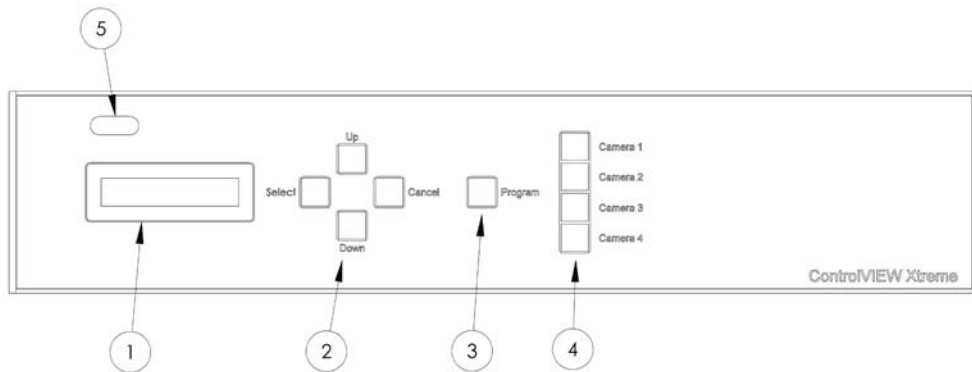 5
Up
Select
Cancel
Down
Program
Camera 1
Camera 2
Camera 3
Camera 4
ControlVIEW Xtreme
1
2
3
4